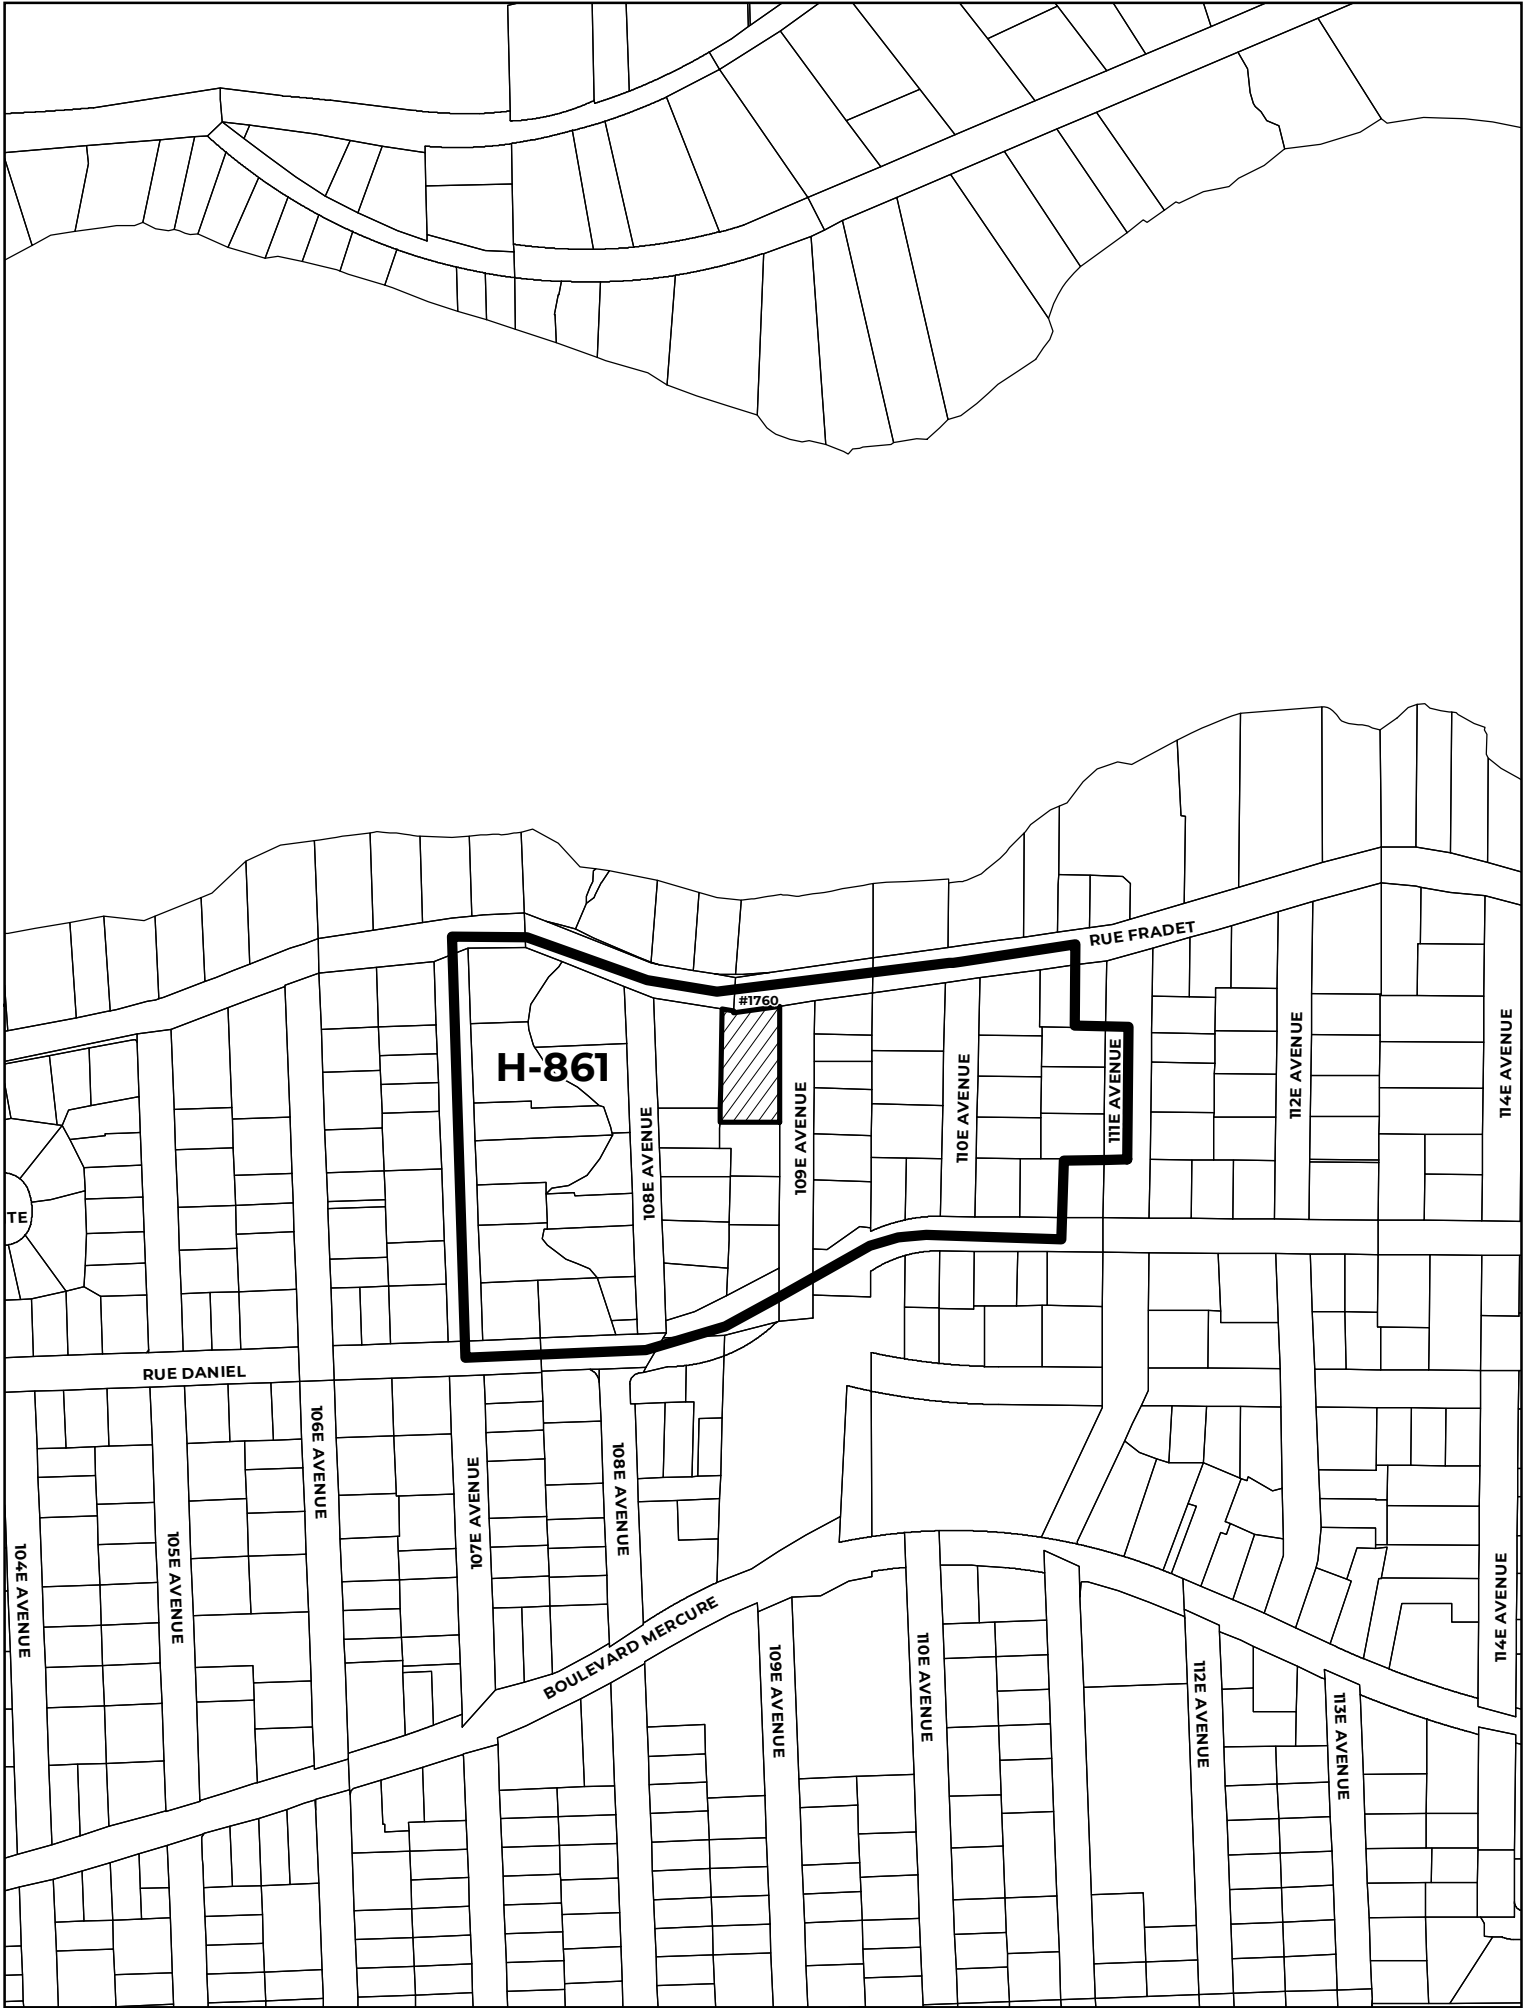 RUE FRADET
#1760
H-861
111E AVENUE
112E AVENUE
114E AVENUE
110E AVENUE
109E AVENUE
108E AVENUE
TE
RUE DANIEL
106E AVENUE
108E AVENUE
107E AVENUE
105E AVENUE
104E AVENUE
114E AVENUE
BOULEVARD MERCURE
109E AVENUE
110E AVENUE
112E AVENUE
113E AVENUE